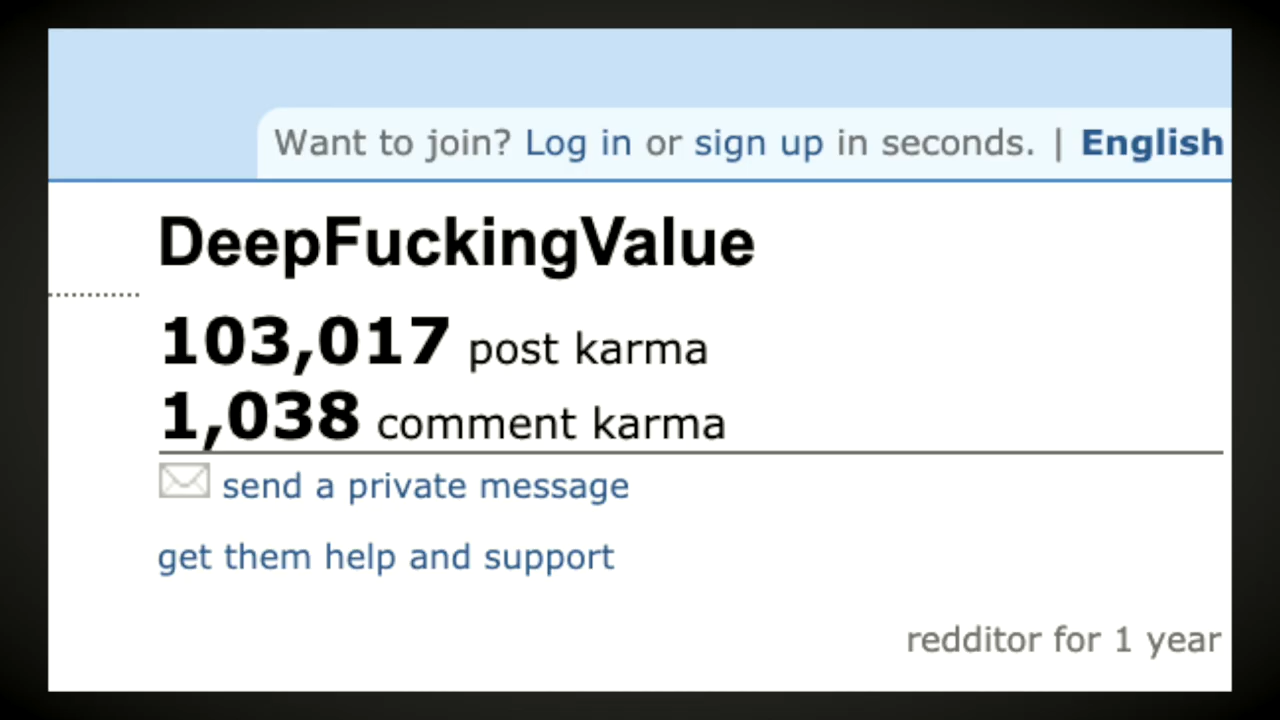 Want to join? Log in or sign up in seconds. | English
DeepFuckingValue
103,017 post karma
1,038 comment karma
send a private message
get them help and support
redditor for 1 year